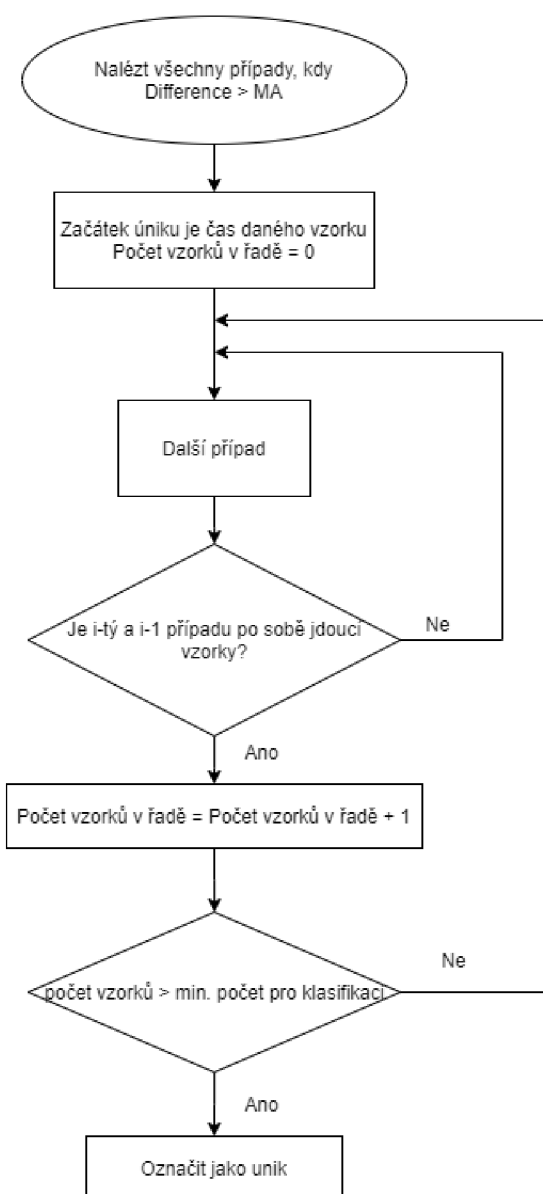 Nalézt všechny případy, kdy
Difference > MA
Začátek úniku je čas daného vzorku
Počet vzorků v řadě = 0
Další případ
Je i-tý a i-1 případu po sobě jdoucí
vzorky?
Ne
Ano
Počet vzorků v řadě = Počet vzorků v řadě + 1
počet vzorků > min. počet pro klasifikaci
Ne
Ano
Označit jako unik